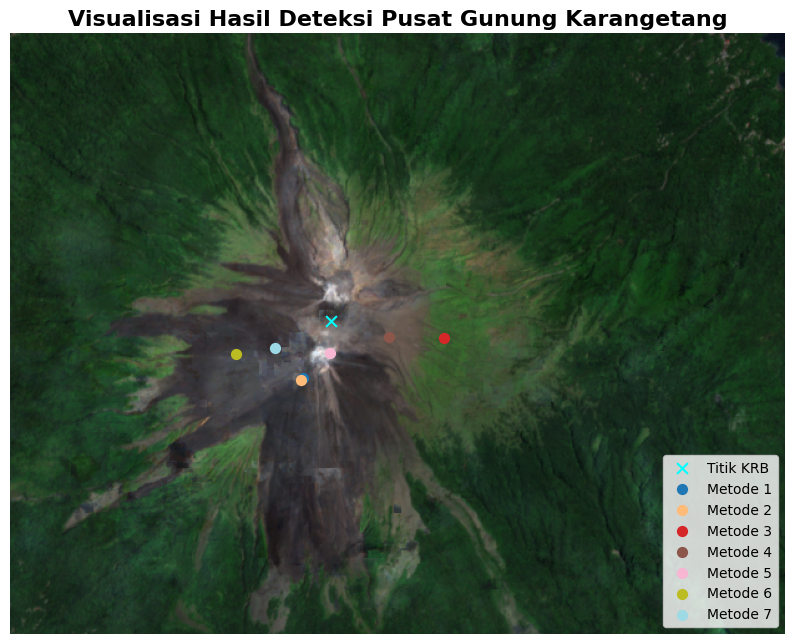 Visualisasi Hasil Deteksi Pusat Gunung Karangetang
Titik KRB
Metode 1
Metode 2
Metode 3
Metode 4
Metode 5
Metode 6
Metode 7